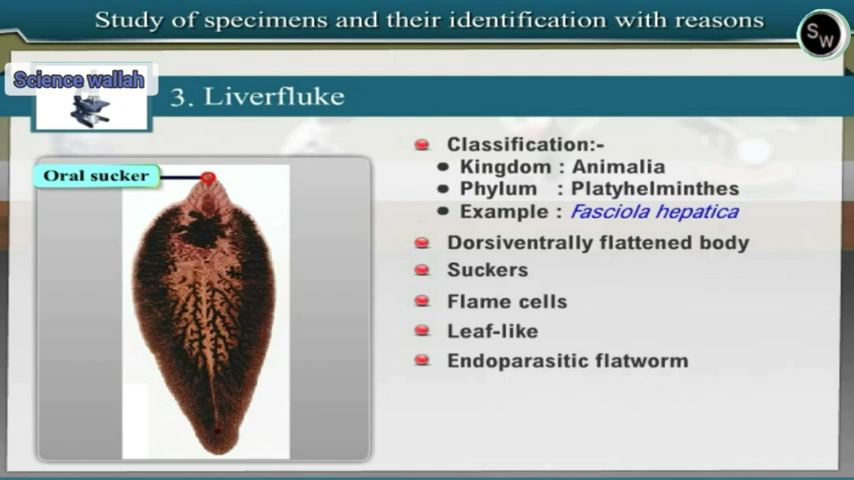 Study of specimens and their identification with reasons
SW
Science wallah
3. Liverfluke
Oral sucker
Classification:-
Kingdom : Animalia
Phylum : Platyhelminthes
Example : Fasciola hepatica
Dorsiventrally flattened body
Suckers
Flame cells
Leaf-like
Endoparasitic flatworm